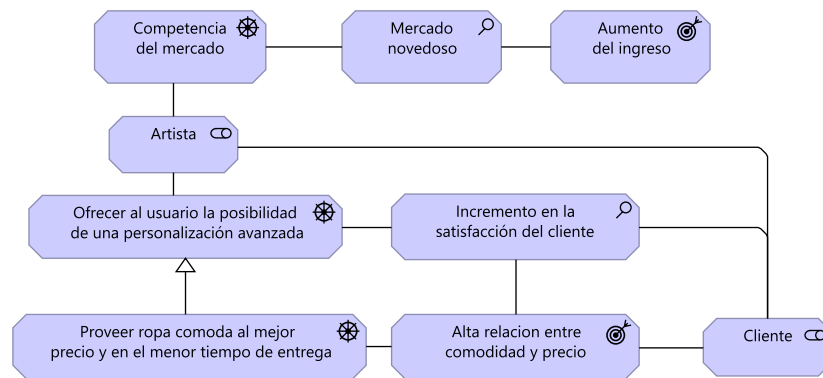 Competencia
del mercado
Mercado
novedoso
Aumento
del ingreso
Artista
Ofrecer al usuario la posibilidad
de una personalización avanzada
Incremento en la
satisfacción del cliente
Proveer ropa comoda al mejor
precio y en el menor tiempo de entrega
Alta relacion entre
comodidad y precio
Cliente